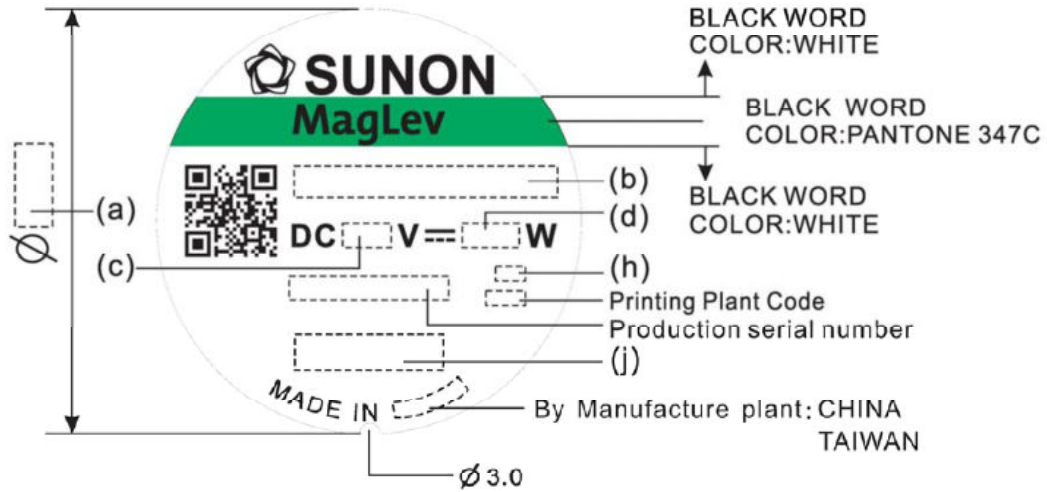 BLACK WORD
COLOR:WHITE
SUNON
MagLev
BLACK WORD
COLOR:PANTONE 347C
(b)
BLACK WORD
COLOR:WHITE
(a)
(d)
DC V W
Ø
(c)
(h)
Printing Plant Code
Production serial number
(j)
MADE IN
By Manufacture plant: CHINA
TAIWAN
Ø 3.0